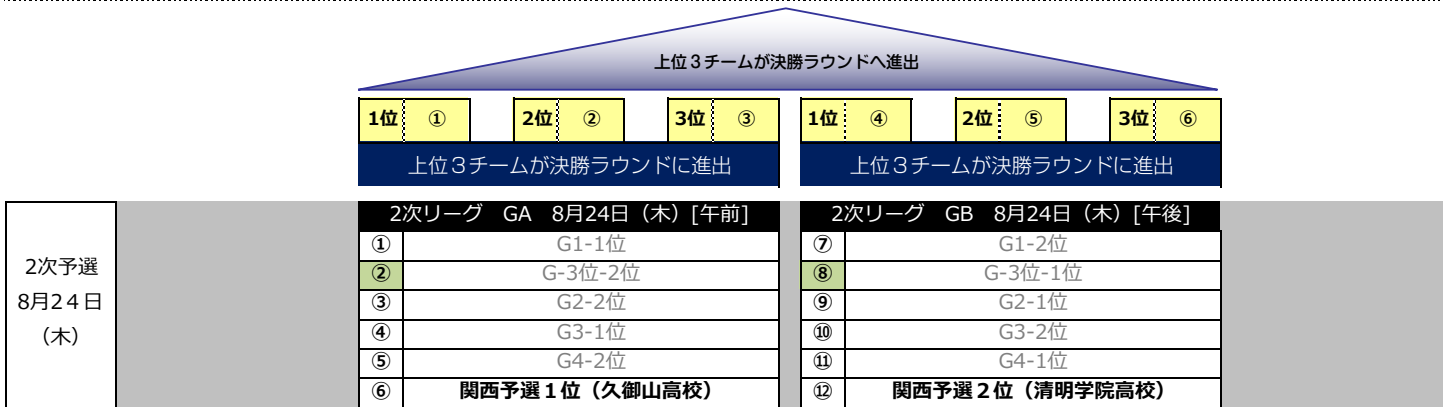 上位３チームが決勝ラウンドへ進出
1位 ① 2位 ② 3位 ③ 1位 ④ 2位 ⑤ 3位 ⑥
上位３チームが決勝ラウンドに進出 上位３チームが決勝ラウンドに進出
2次リーグ GA 8月24日（木）[午前] 2次リーグ GB 8月24日（木）[午後]
① G1-1位 ⑦ G1-2位
2次予選
② G-3位-2位 ⑧ G-3位-1位
8月2４日
③ G2-2位 ⑨ G2-1位
（木）
④ G3-1位 ⑩ G3-2位
⑤ G4-2位 ⑪ G4-1位
⑥ 関西予選１位（久御山高校） ⑫ 関西予選２位（清明学院高校）